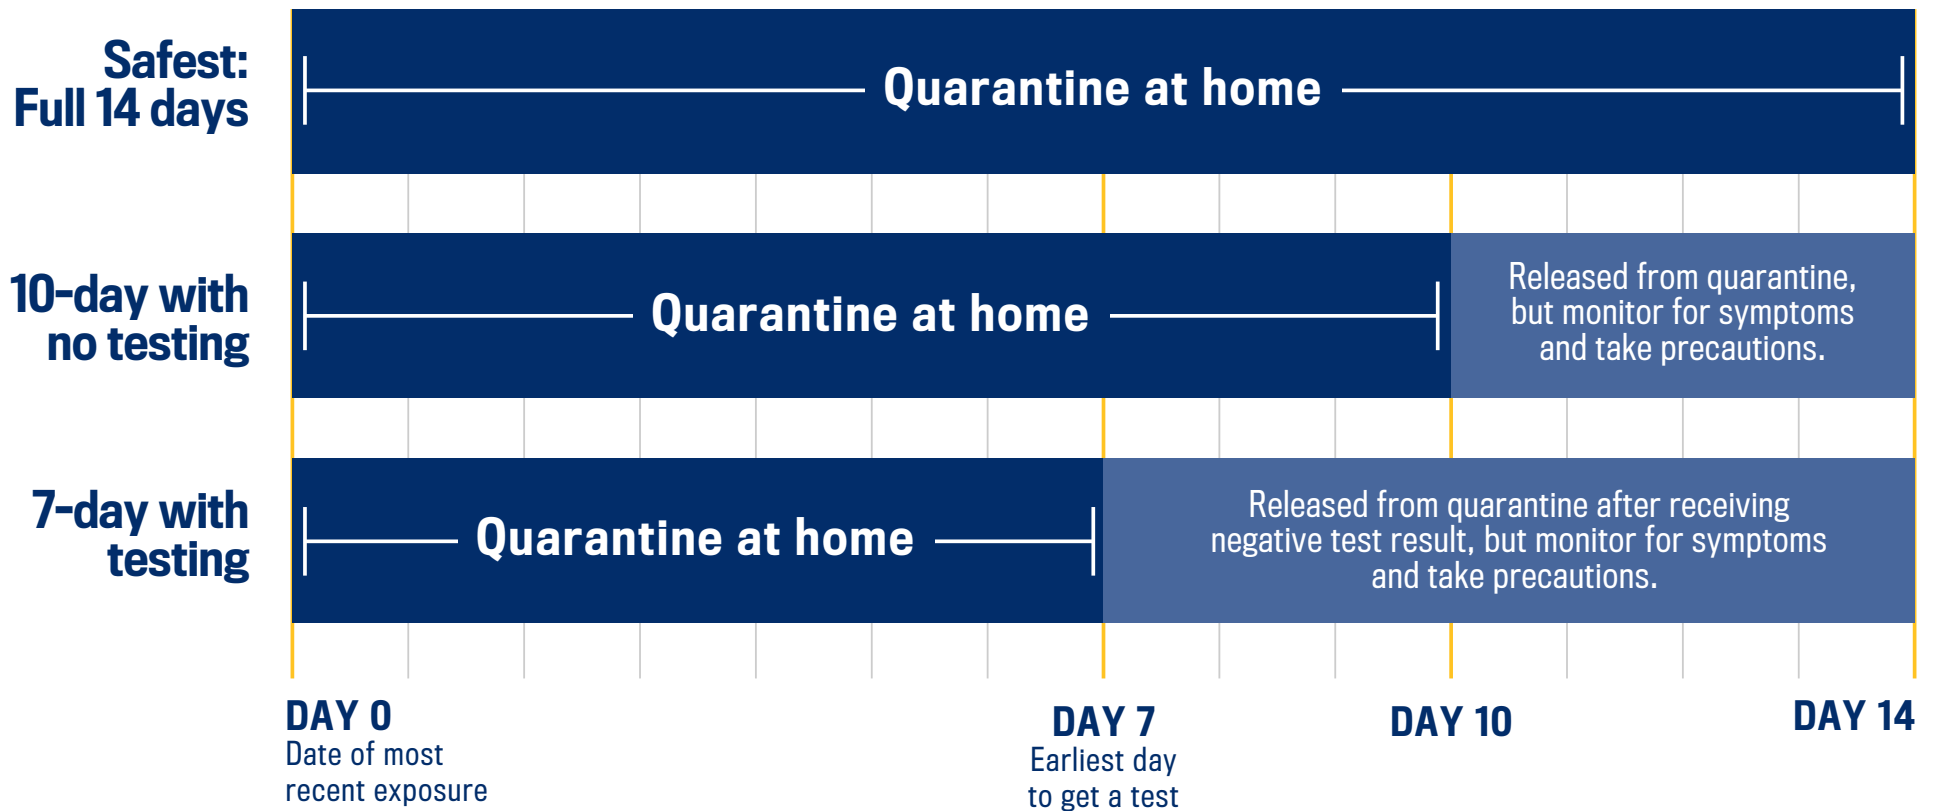 Safest:
Full 14 days
Quarantine at home
10-day with
no testing
Quarantine at home
Released from quarantine,
but monitor for symptoms
and take precautions.
7-day with
testing
Quarantine at home
Released from quarantine after receiving
negative test result, but monitor for symptoms
and take precautions.
DAY 0
Date of most
recent exposure
DAY 7
Earliest day
to get a test
DAY 10
DAY 14